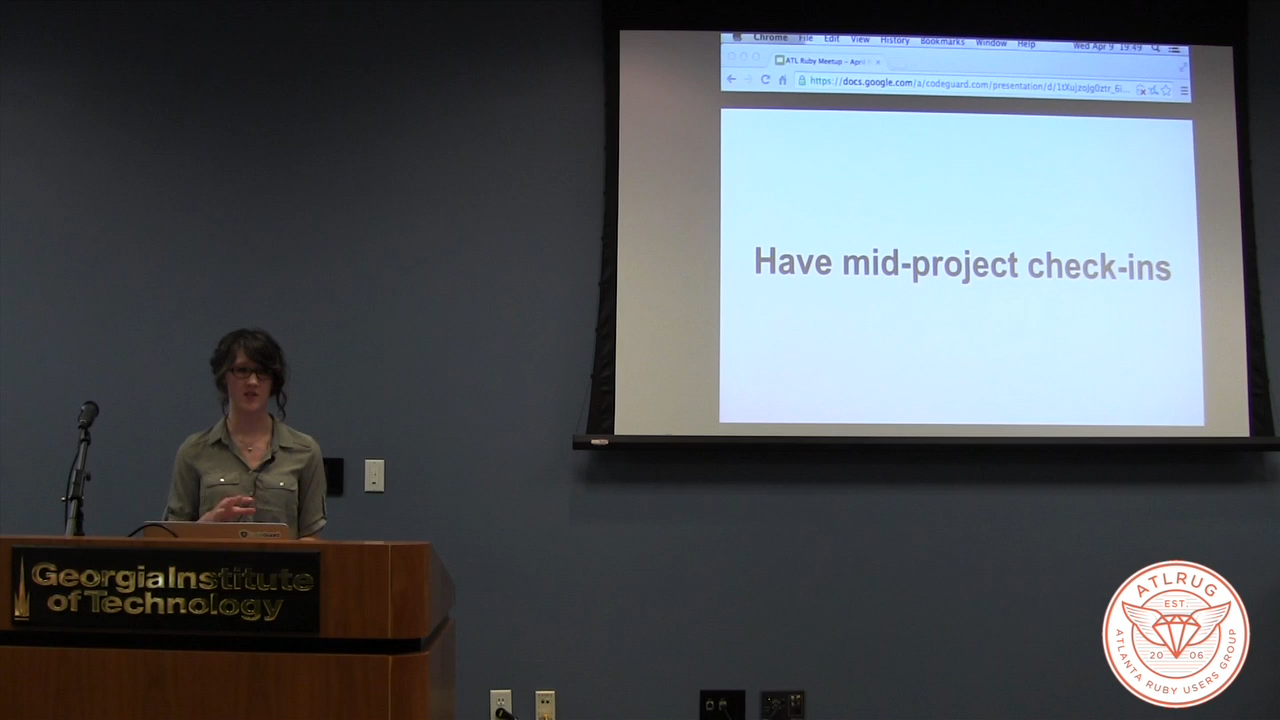 Chrome File Edit View History Bookmarks Window Help Wed Apr 9 19:49
ATL Ruby Meetup – April
https://docs.google.com/a/codeguard.com/presentation/d/1tXujzoJg0ztr_6i...
Have mid-project check-ins
Georgia Institute
of Technology
ATLRUG
EST.
20 06
ATLANTA RUBY USERS GROUP